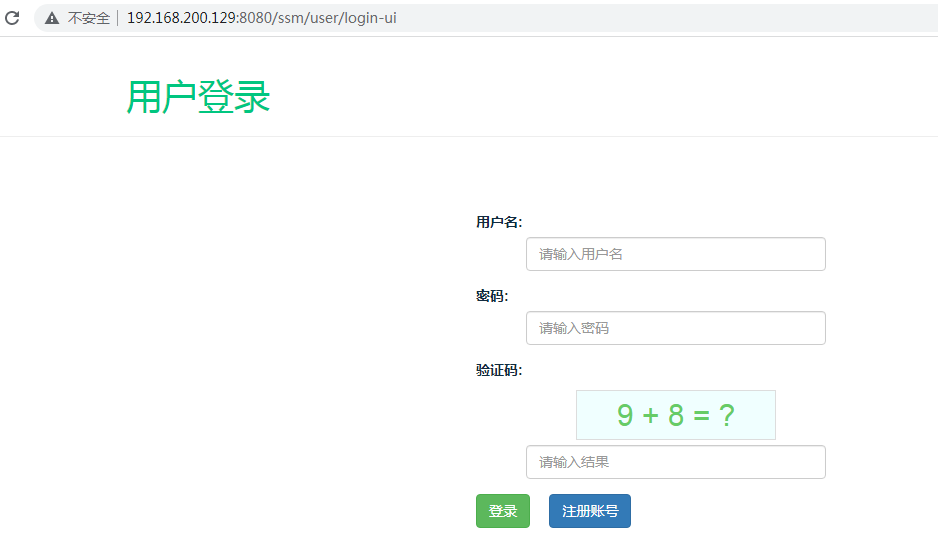 不安全 | 192.168.200.129:8080/ssm/user/login-ui
用户登录
用户名:
请输入用户名
密码:
请输入密码
验证码:
9 + 8 = ?
请输入结果
登录 注册账号